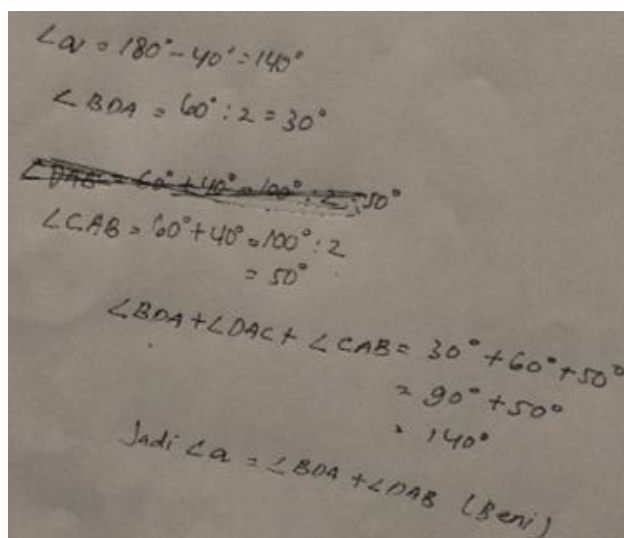 ∠a = 180° - 40° = 140°
∠BDA = 60° : 2 = 30°
∠DAB = 60° + 40° = 100° : 2 = 50°
∠CAB = 60° + 40° = 100° : 2
= 50°
∠BDA + ∠DAC + ∠CAB = 30° + 60° + 50°
= 90° + 50°
= 140°
Jadi ∠a = ∠BDA + ∠DAB (Beni)